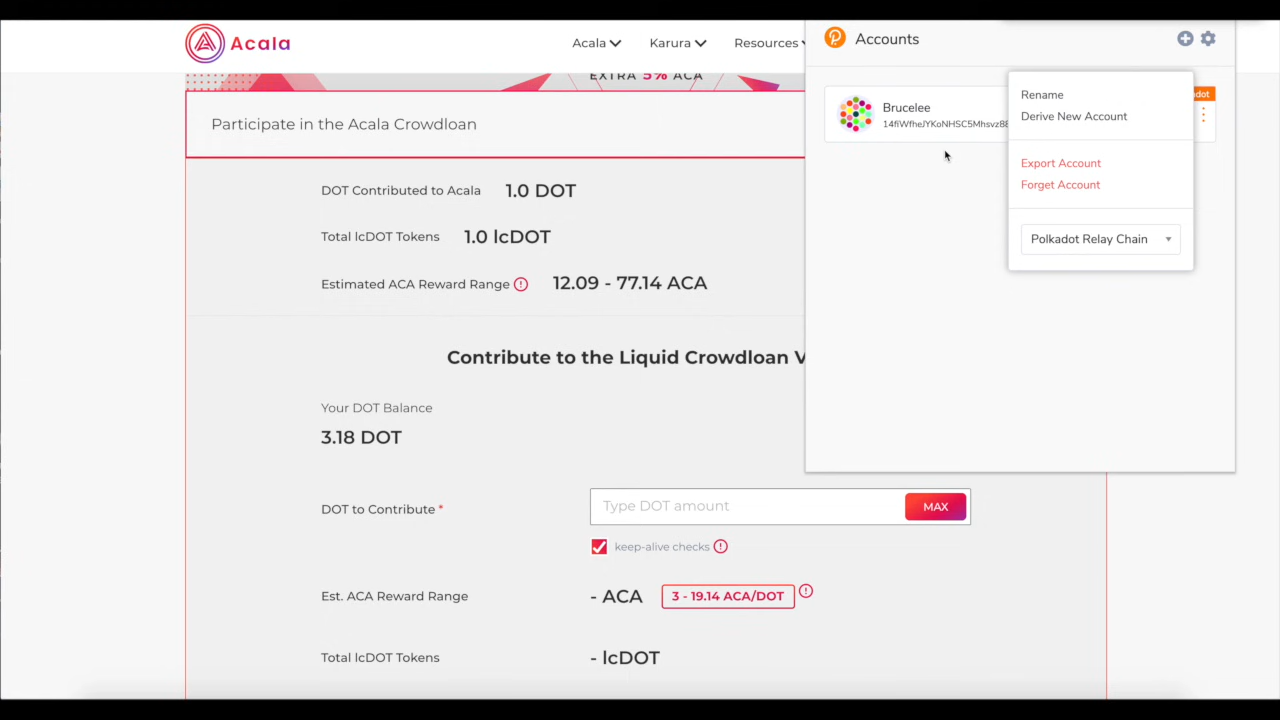 Acala
Acala
Karura
Resources
EXTRA 5% ACA
Participate in the Acala Crowdloan
DOT Contributed to Acala 1.0 DOT
Total lcDOT Tokens 1.0 lcDOT
Estimated ACA Reward Range 12.09 - 77.14 ACA
Contribute to the Liquid Crowdloan V
Your DOT Balance
3.18 DOT
DOT to Contribute *
Type DOT amount
MAX
keep-alive checks
Est. ACA Reward Range
- ACA
3 - 19.14 ACA/DOT
Total lcDOT Tokens
- lcDOT
Accounts
Brucelee
14fiWfheJYKoNHSC5Mhsvz88
dot
Rename
Derive New Account
Export Account
Forget Account
Polkadot Relay Chain